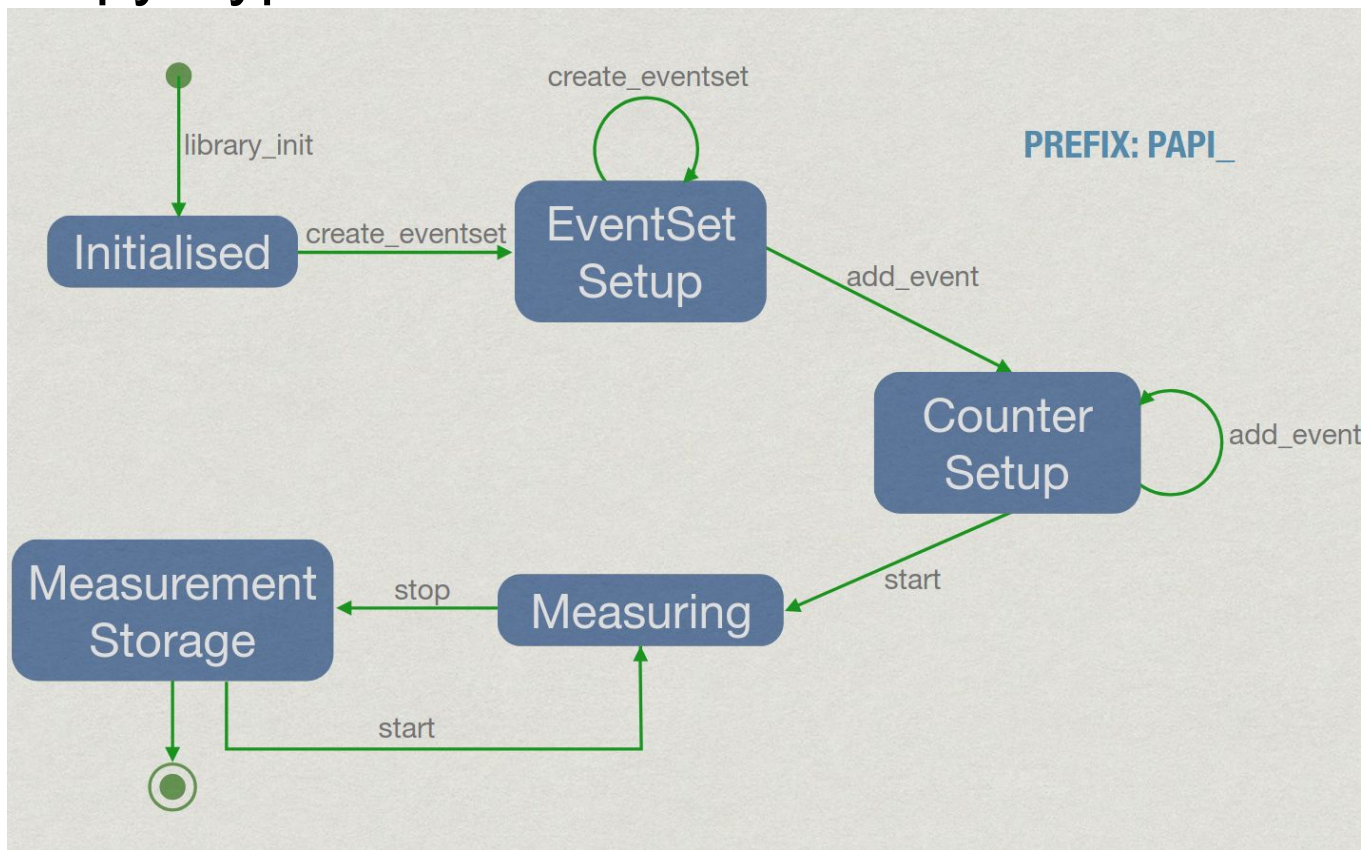 create_eventset
library_init
PREFIX: PAPI_
Initialised
create_eventset
EventSet
Setup
add_event
Counter
Setup
add_event
start
Measurement
Storage
stop
Measuring
start